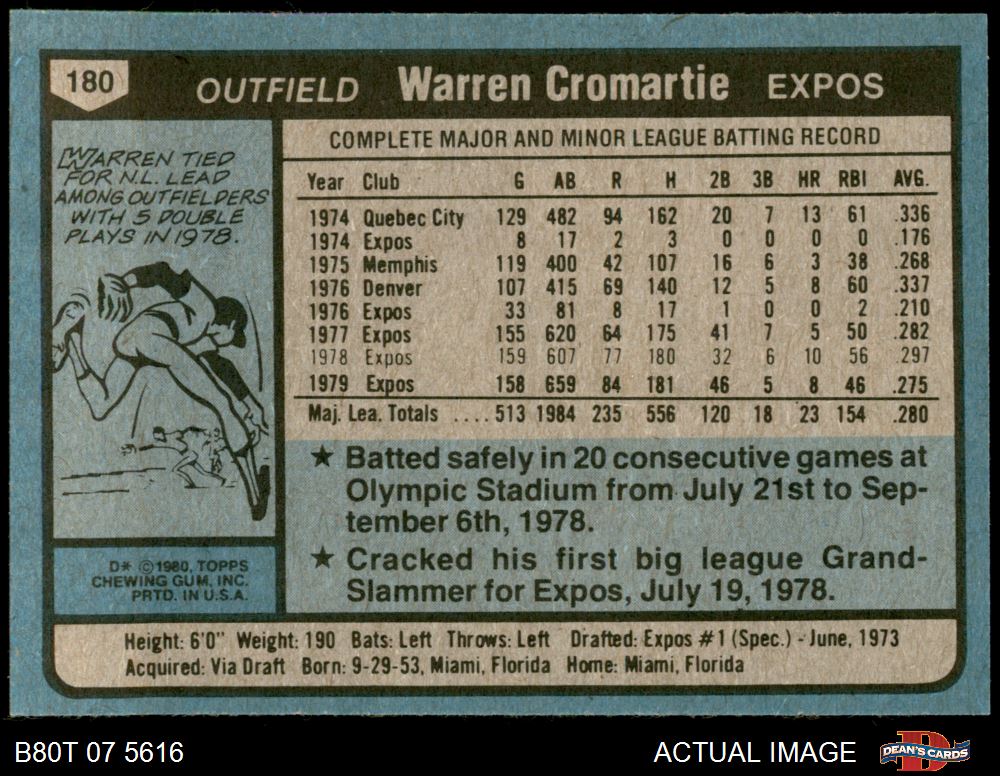 180 OUTFIELD Warren Cromartie EXPOS
WARREN TIED
FOR N.L. LEAD
AMONG OUTFIELDERS
WITH 5 DOUBLE
PLAYS IN 1978.
D* ©1980, TOPPS
CHEWING GUM, INC.
PRTD. IN U.S.A.
COMPLETE MAJOR AND MINOR LEAGUE BATTING RECORD
Year Club G AB R H 2B 3B HR RBI AVG.
1974 Quebec City 129 482 94 162 20 7 13 61 .336
1974 Expos 8 17 2 3 0 0 0 0 .176
1975 Memphis 119 400 42 107 16 6 3 38 .268
1976 Denver 107 415 69 140 12 5 8 60 .337
1976 Expos 33 81 8 17 1 0 0 2 .210
1977 Expos 155 620 64 175 41 7 5 50 .282
1978 Expos 159 607 77 180 32 6 10 56 .297
1979 Expos 158 659 84 181 46 5 8 46 .275
Maj. Lea. Totals .... 513 1984 235 556 120 18 23 154 .280
★ Batted safely in 20 consecutive games at
Olympic Stadium from July 21st to Sep-
tember 6th, 1978.
★ Cracked his first big league Grand-
Slammer for Expos, July 19, 1978.
Height: 6'0" Weight: 190 Bats: Left Throws: Left Drafted: Expos #1 (Spec.) - June, 1973
Acquired: Via Draft Born: 9-29-53, Miami, Florida Home: Miami, Florida
B80T 07 5616 ACTUAL IMAGE DEAN'S CARDS